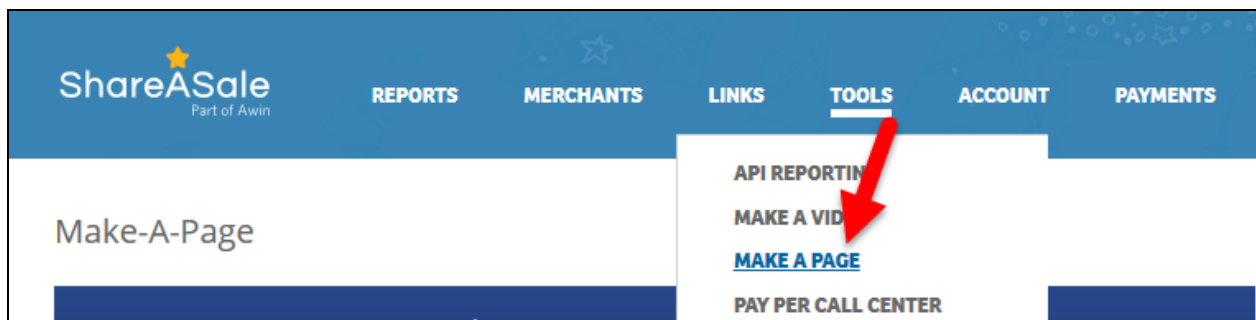 ShareASale
Part of Awin
REPORTS MERCHANTS LINKS TOOLS ACCOUNT PAYMENTS
API REPORTIN
MAKE A VID
Make-A-Page
MAKE A PAGE
PAY PER CALL CENTER